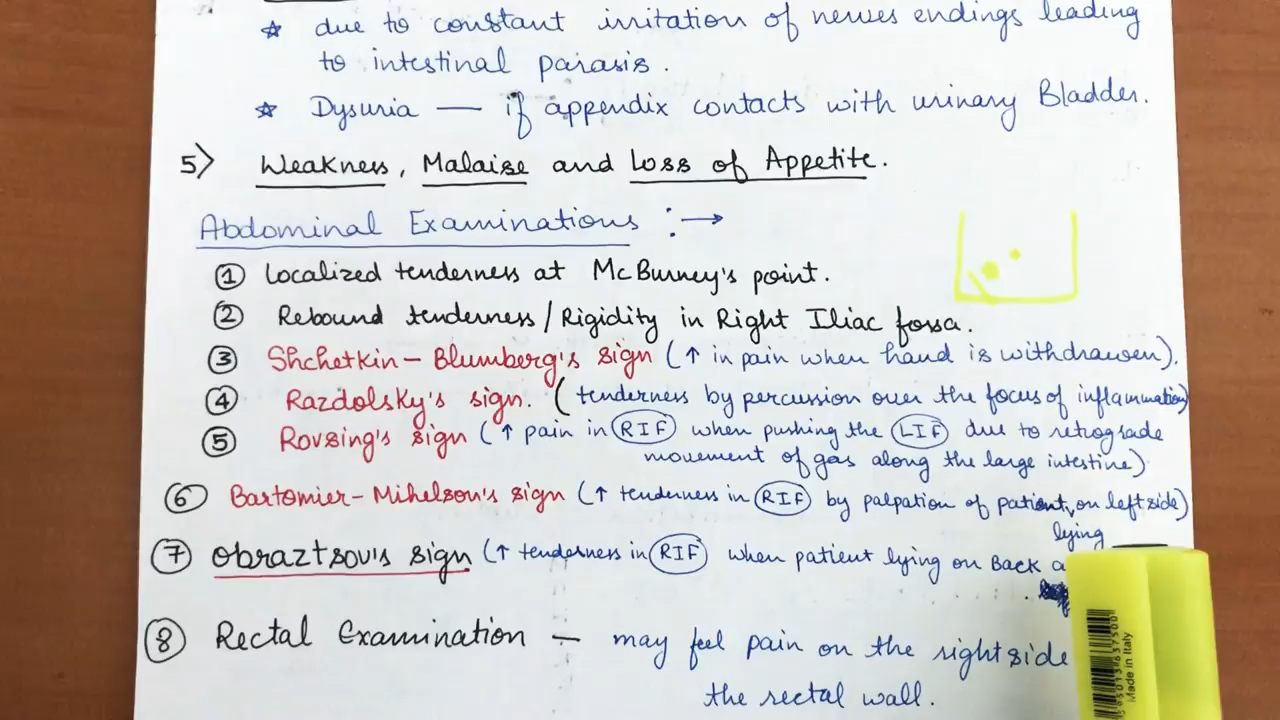 ☆ due to constant irritation of nerves endings leading
to intestinal parasis.
☆ Dysuria — if appendix contacts with urinary Bladder.
5> Weakness, Malaise and Loss of Appetite.
Abdominal Examinations :→
① Localized tenderness at McBurney's point.
② Rebound tenderness/Rigidity in Right Iliac fossa.
③ Shchetkin-Blumberg's sign (↑ in pain when hand is withdrawen).
④ Razdolsky's sign. (tenderness by percussion over the focus of inflammation)
⑤ Rovsing's sign (↑ pain in RIF when pushing the LIF due to retrograde
movement of gas along the large intestine)
⑥ Bartomier-Mihelson's sign (↑ tenderness in RIF by palpation of patient, on left side)
lying
⑦ Obraztsov's sign (↑ tenderness in RIF when patient lying on Back a
⑧ Rectal Examination — may feel pain on the right side
the rectal wall.
8 50134 637500
Made in Italy